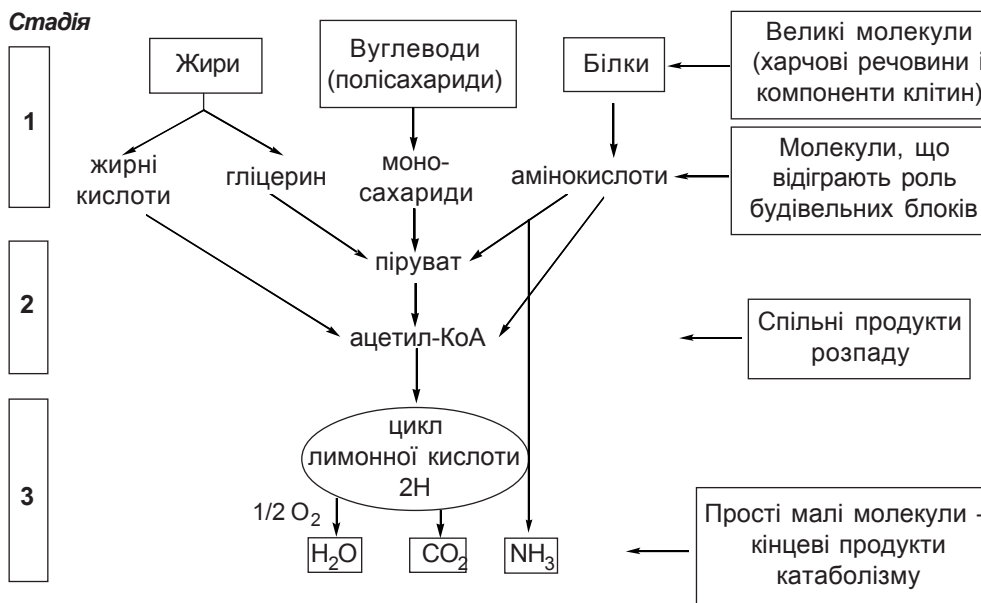 Стадія
1
Жири
Вуглеводи
(полісахариди)
Білки
Великі молекули
(харчові речовини і
компоненти клітин)
жирні
кислоти
гліцерин
моно-
сахариди
амінокислоти
Молекули, що
відіграють роль
будівельних блоків
2
піруват
ацетил-КоА
Спільні продукти
розпаду
3
цикл
лимонної кислоти
2Н
1/2 O₂
H₂O
CO₂
NH₃
Прості малі молекули -
кінцеві продукти
катаболізму